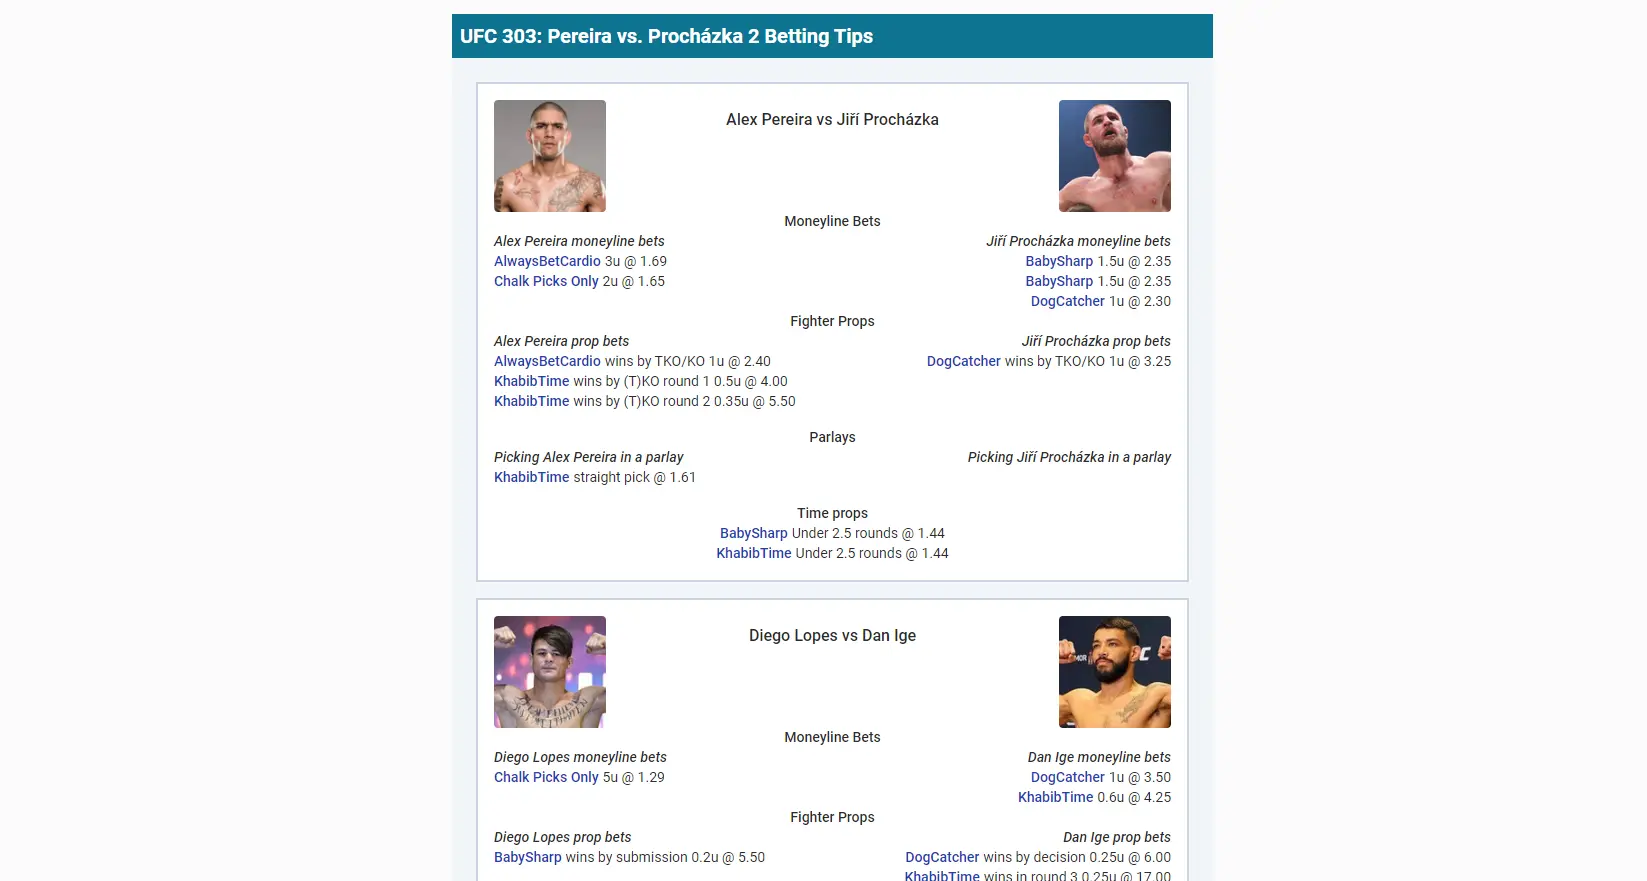 UFC 303: Pereira vs. Procházka 2 Betting Tips
Alex Pereira vs Jiří Procházka
Moneyline Bets
Alex Pereira moneyline bets
AlwaysBetCardio 3u @ 1.69
Chalk Picks Only 2u @ 1.65
Jiří Procházka moneyline bets
BabySharp 1.5u @ 2.35
BabySharp 1.5u @ 2.35
DogCatcher 1u @ 2.30
Fighter Props
Alex Pereira prop bets
AlwaysBetCardio wins by TKO/KO 1u @ 2.40
KhabibTime wins by (T)KO round 1 0.5u @ 4.00
KhabibTime wins by (T)KO round 2 0.35u @ 5.50
Jiří Procházka prop bets
DogCatcher wins by TKO/KO 1u @ 3.25
Parlays
Picking Alex Pereira in a parlay
KhabibTime straight pick @ 1.61
Picking Jiří Procházka in a parlay
Time props
BabySharp Under 2.5 rounds @ 1.44
KhabibTime Under 2.5 rounds @ 1.44
Diego Lopes vs Dan Ige
Moneyline Bets
Diego Lopes moneyline bets
Chalk Picks Only 5u @ 1.29
Dan Ige moneyline bets
DogCatcher 1u @ 3.50
KhabibTime 0.6u @ 4.25
Fighter Props
Diego Lopes prop bets
BabySharp wins by submission 0.2u @ 5.50
Dan Ige prop bets
DogCatcher wins by decision 0.25u @ 6.00
KhabibTime wins in round 3 0.25u @ 17.00